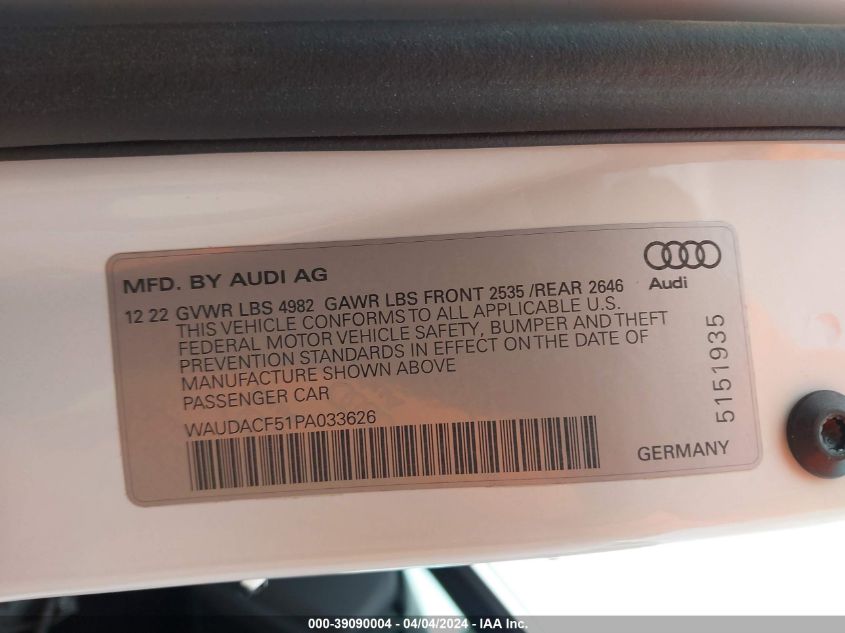 MFD. BY AUDI AG
Audi
12 22 GVWR LBS 4982 GAWR LBS FRONT 2535 /REAR 2646
THIS VEHICLE CONFORMS TO ALL APPLICABLE U.S.
FEDERAL MOTOR VEHICLE SAFETY, BUMPER AND THEFT
PREVENTION STANDARDS IN EFFECT ON THE DATE OF
MANUFACTURE SHOWN ABOVE
PASSENGER CAR
WAUDACF51PA033626
5151935
GERMANY
000-39090004 - 04/04/2024 - IAA Inc.